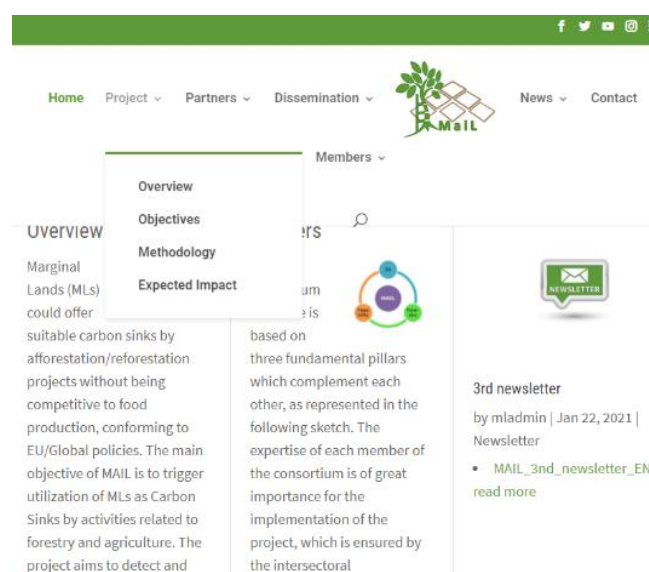 Home Project Partners Dissemination MaIL News Contact
Members
Overview
Objectives
Methodology
Expected Impact
Overview
Marginal
Lands (MLs)
could offer
suitable carbon sinks by
afforestation/reforestation
projects without being
competitive to food
production, conforming to
EU/Global policies. The main
objective of MAIL is to trigger
utilization of MLs as Carbon
Sinks by activities related to
forestry and agriculture. The
project aims to detect and
ers
um
e is
based on
three fundamental pillars
which complement each
other, as represented in the
following sketch. The
expertise of each member of
the consortium is of great
importance for the
implementation of the
project, which is ensured by
the intersectoral
MAIL
NEWSLETTER
3rd newsletter
by mladmin | Jan 22, 2021 |
Newsletter
• MAIL_3nd_newsletter_EN
read more